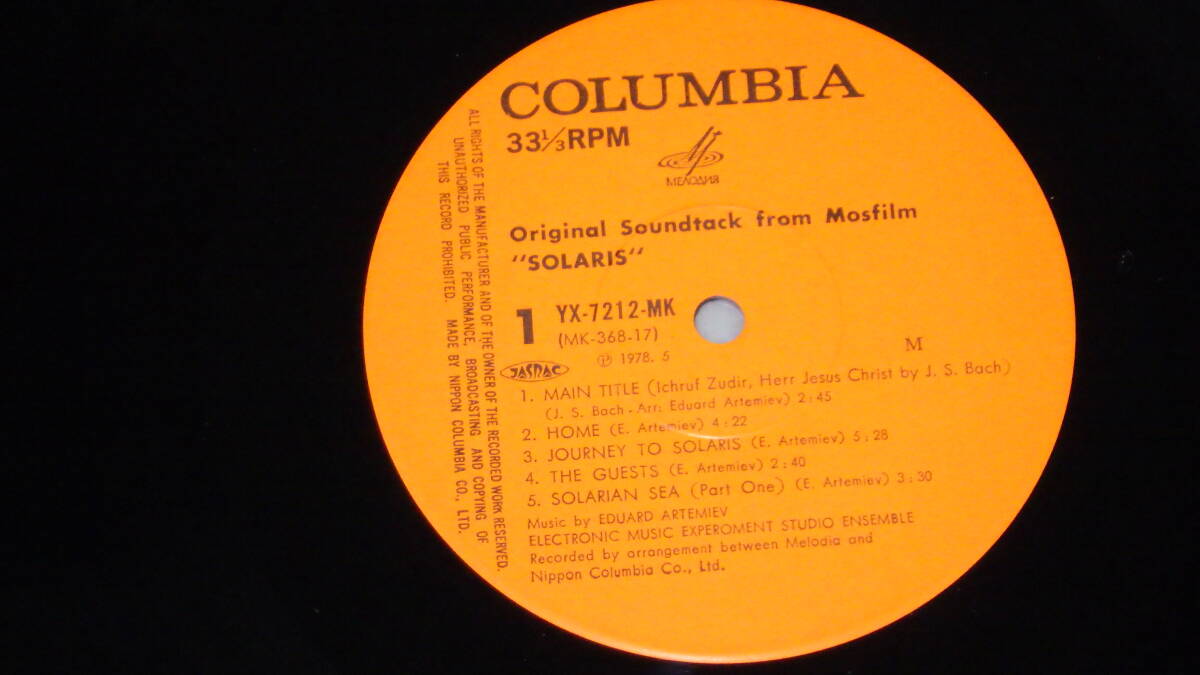 COLUMBIA
33⅓RPM
МЕЛОДИЯ
Original Soundtack from Mosfilm
"SOLARIS"
1
YX-7212-MK
(MK-368-17)
Ⓟ 1978. 5
M
JASRAC
1. MAIN TITLE (Ichruf Zudir, Herr Jesus Christ by J. S. Bach)
(J. S. Bach - Arr: Eduard Artemiev) 2:45
2. HOME (E. Artemiev) 4:22
3. JOURNEY TO SOLARIS (E. Artemiev) 5:28
4. THE GUESTS (E. Artemiev) 2:40
5. SOLARIAN SEA (Part One) (E. Artemiev) 3:30
Music by EDUARD ARTEMIEV
ELECTRONIC MUSIC EXPEROMENT STUDIO ENSEMBLE
Recorded by arrangement between Melodia and
Nippon Columbia Co., Ltd.
ALL RIGHTS OF THE MANUFACTURER AND OF THE OWNER OF THE RECORDED WORK RESERVED.
UNAUTHORIZED PUBLIC PERFORMANCE, BROADCASTING AND COPYING OF
THIS RECORD PROHIBITED. MADE BY NIPPON COLUMBIA CO., LTD.